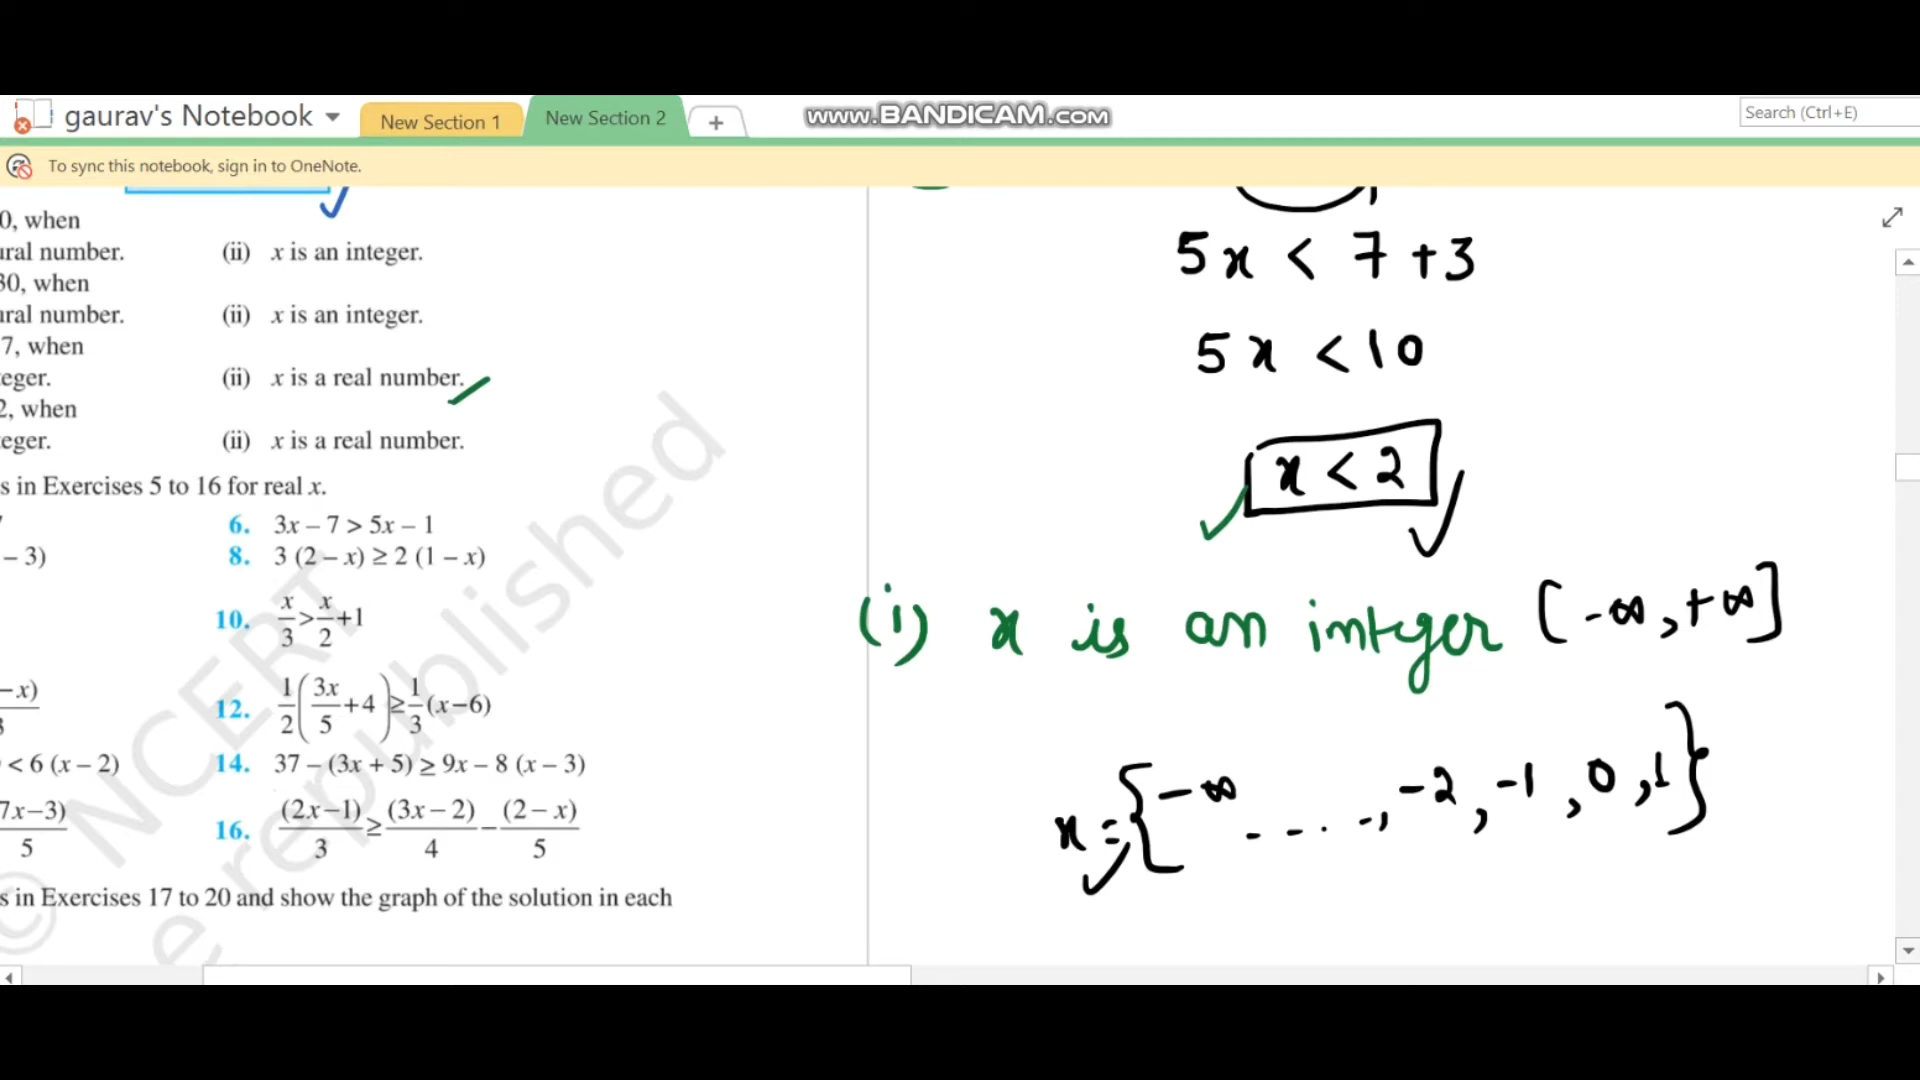 gaurav's Notebook
New Section 1
New Section 2
+
www.BANDICAM.com
Search (Ctrl+E)
To sync this notebook, sign in to OneNote.
0, when
ural number. (ii) x is an integer.
30, when
ural number. (ii) x is an integer.
7, when
eger. (ii) x is a real number.
2, when
eger. (ii) x is a real number.
s in Exercises 5 to 16 for real x.
6. 3x – 7 > 5x – 1
– 3) 8. 3 (2 – x) ≥ 2 (1 – x)
10. x/3 > x/2 + 1
–x) 12. 1/2 (3x/5 + 4) ≥ 1/3 (x–6)
< 6 (x – 2) 14. 37 – (3x + 5) ≥ 9x – 8 (x – 3)
7x–3)/5 16. (2x–1)/3 ≥ (3x–2)/4 – (2–x)/5
s in Exercises 17 to 20 and show the graph of the solution in each
© NCERT
e republished
5x < 7 + 3
5x < 10
x < 2
(i) x is an integer [-∞, +∞]
x = {-∞ ...., -2, -1, 0, 1}